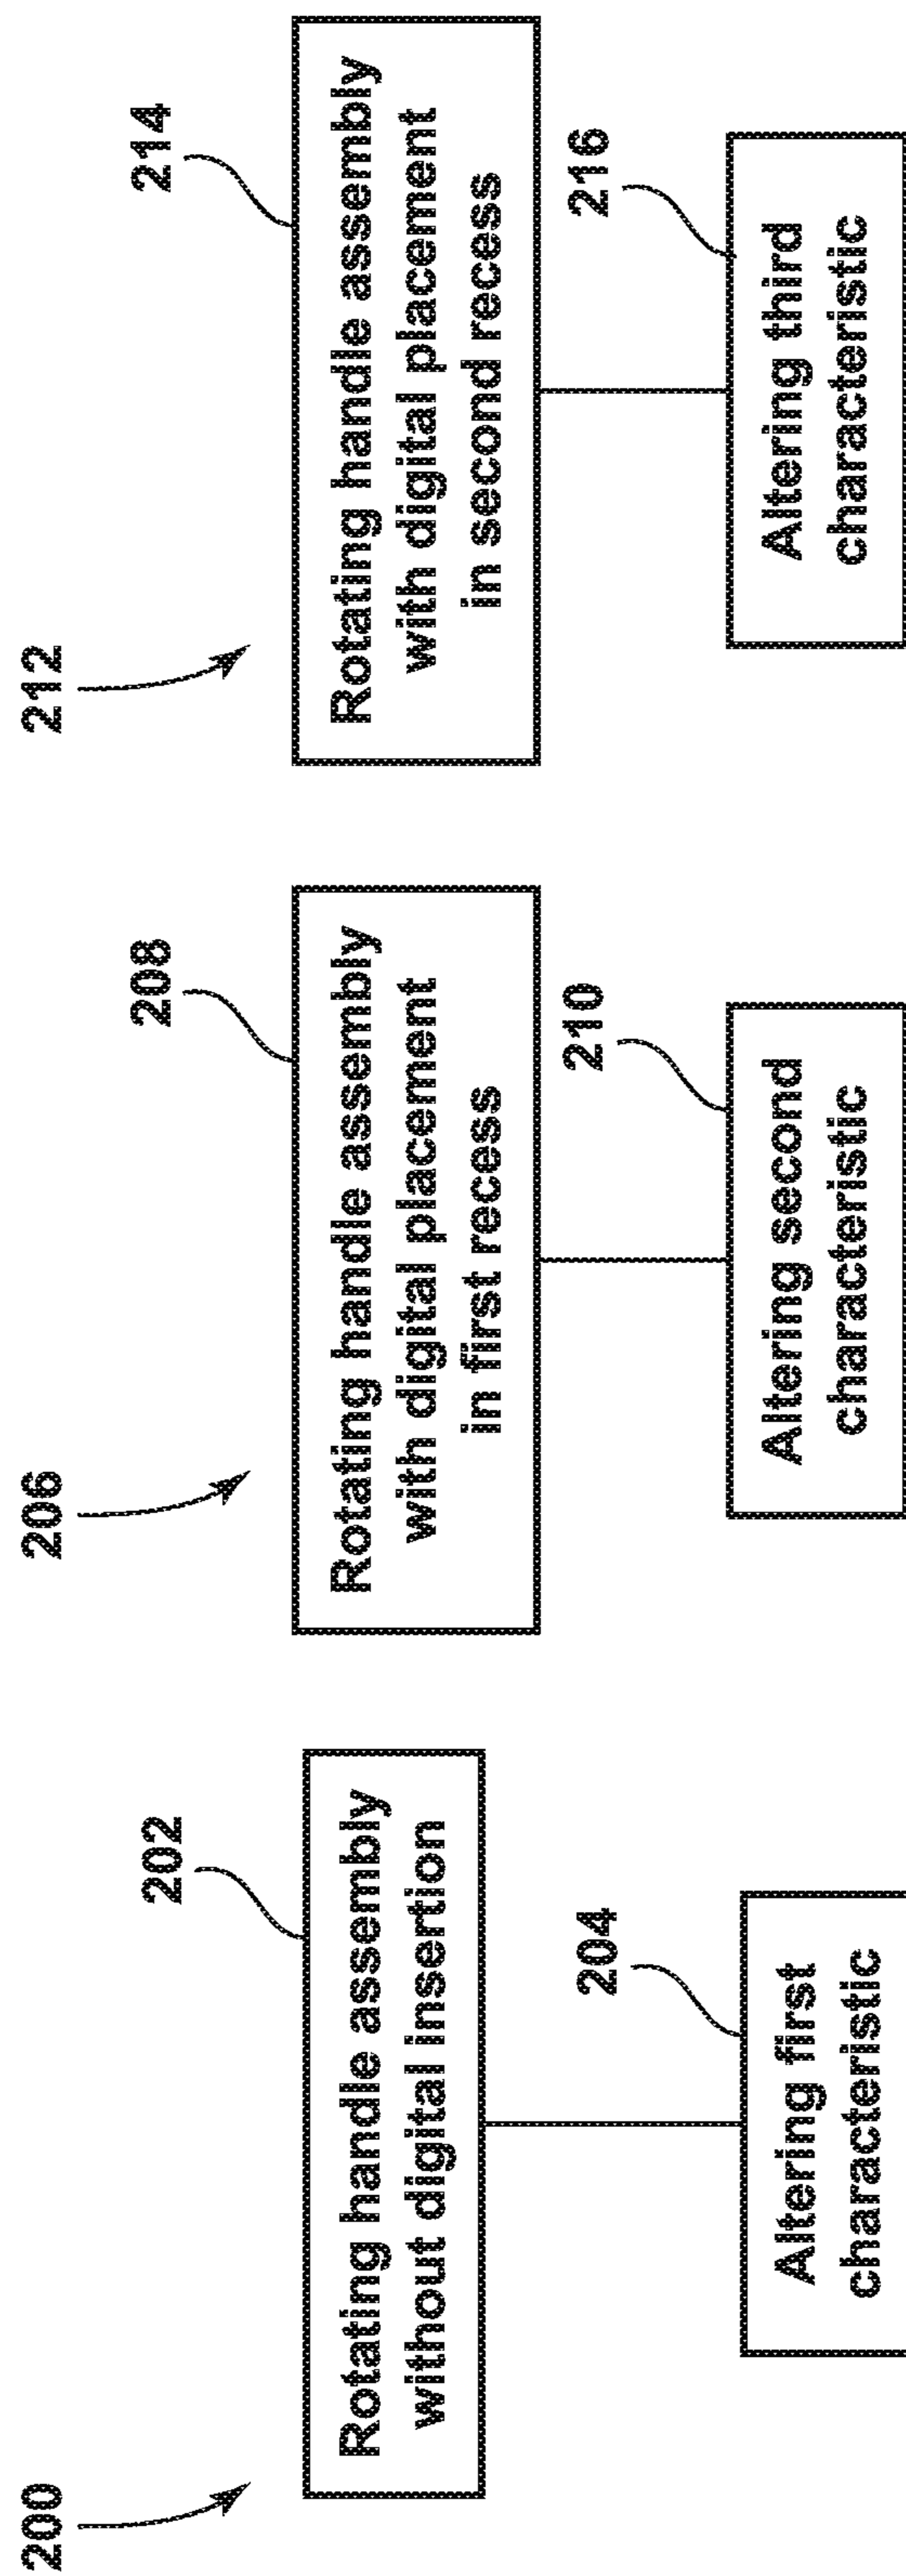 200
202
Rotating handle assembly
without digital insertion
204
Altering first
characteristic
206
208
Rotating handle assembly
with digital placement
in first recess
210
Altering second
characteristic
212
214
Rotating handle assembly
with digital placement
in second recess
216
Altering third
characteristic